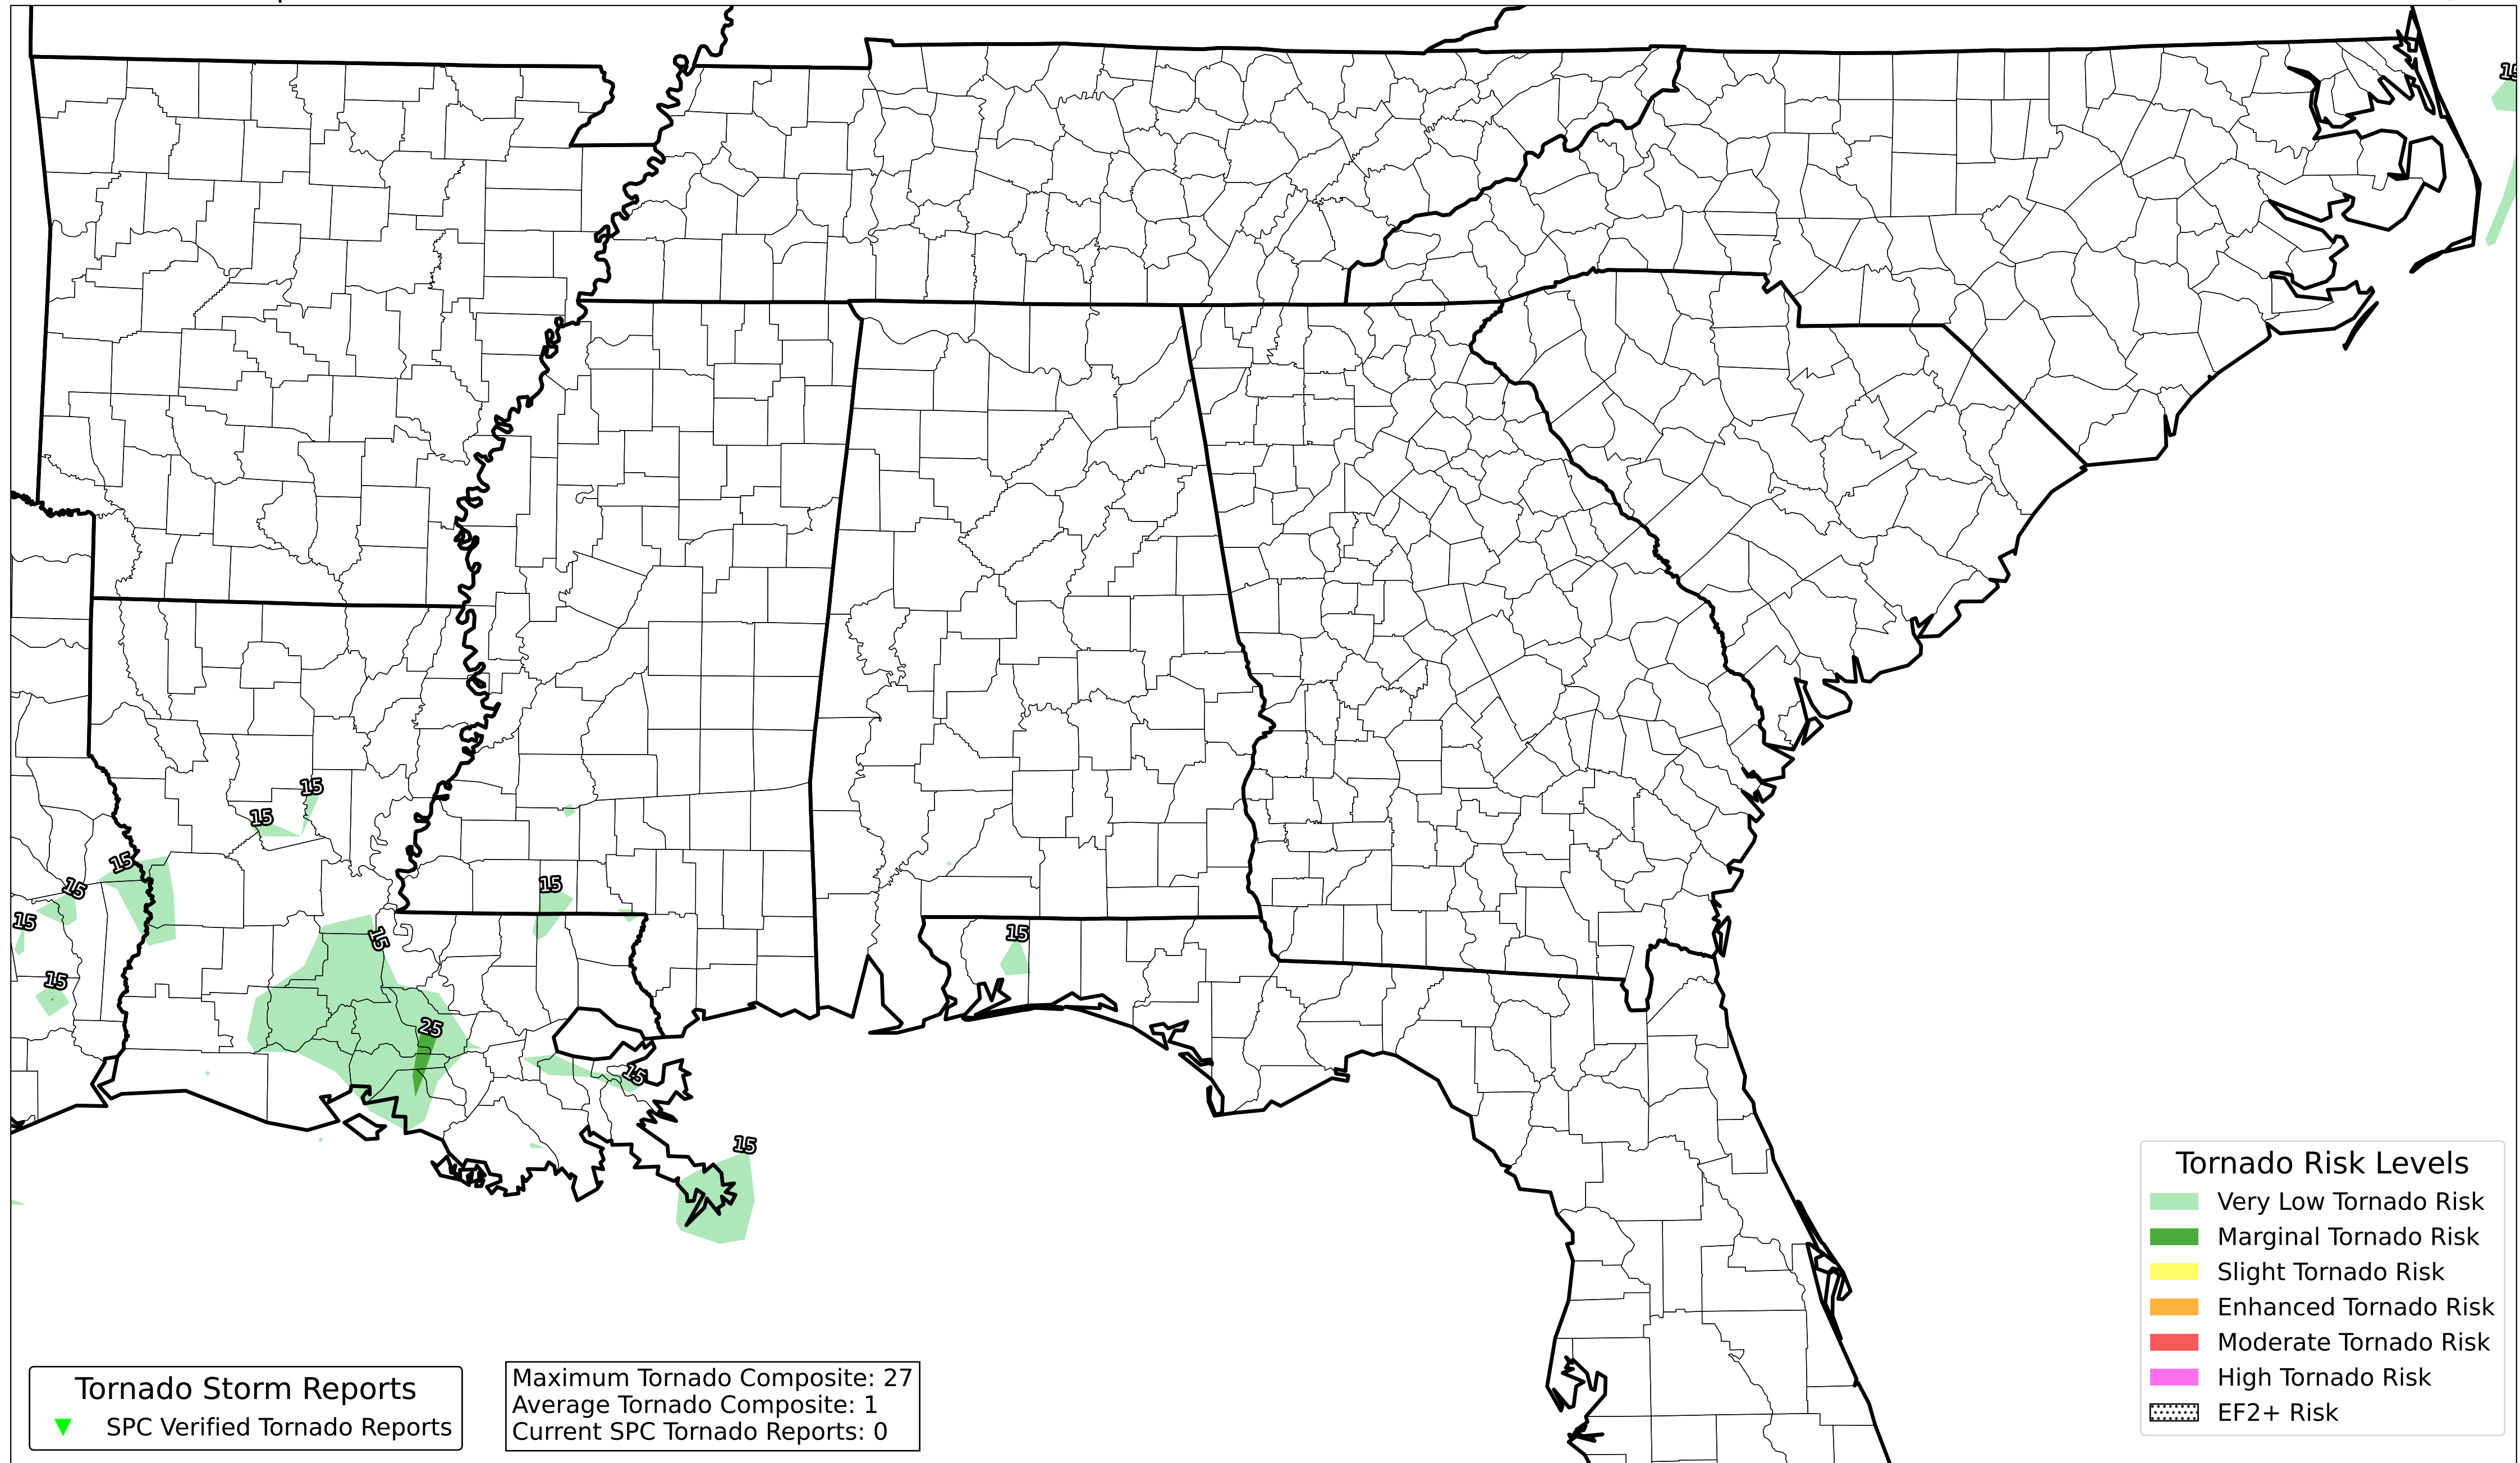 15
15
15
15
15
15
15
15
15
15
25
15
15
Tornado Risk Levels
Very Low Tornado Risk
Marginal Tornado Risk
Slight Tornado Risk
Enhanced Tornado Risk
Moderate Tornado Risk
High Tornado Risk
EF2+ Risk
Tornado Storm Reports
SPC Verified Tornado Reports
Maximum Tornado Composite: 27
Average Tornado Composite: 1
Current SPC Tornado Reports: 0